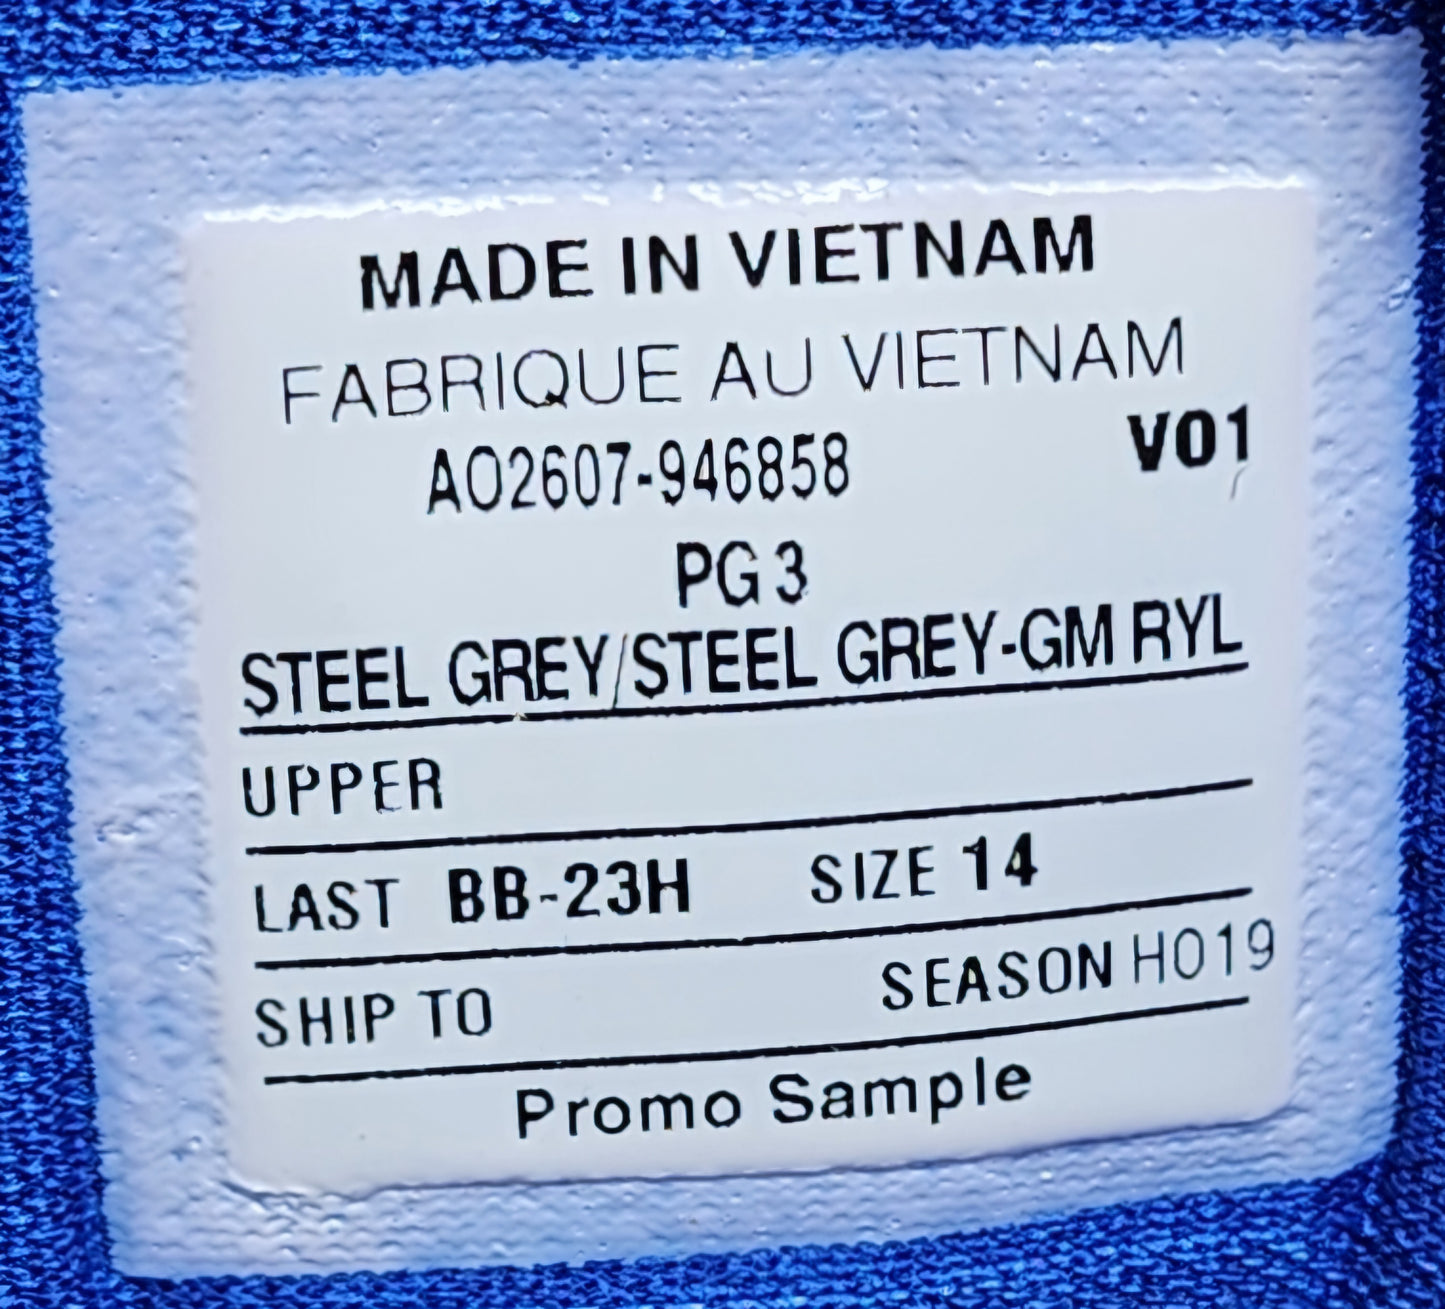 MADE IN VIETNAM
FABRIQUE AU VIETNAM
AO2607-946858 V01
PG 3
STEEL GREY/STEEL GREY-GM RYL
UPPER
LAST BB-23H SIZE 14
SHIP TO SEASON HO19
Promo Sample